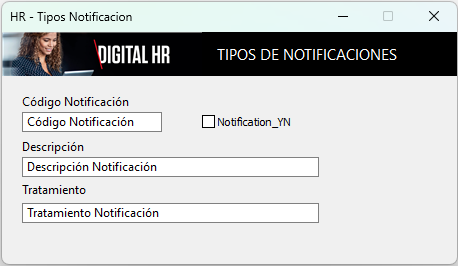 HR - Tipos Notificacion
DIGITAL HR
TIPOS DE NOTIFICACIONES
Código Notificación
Código Notificación
Notification_YN
Descripción
Descripción Notificación
Tratamiento
Tratamiento Notificación